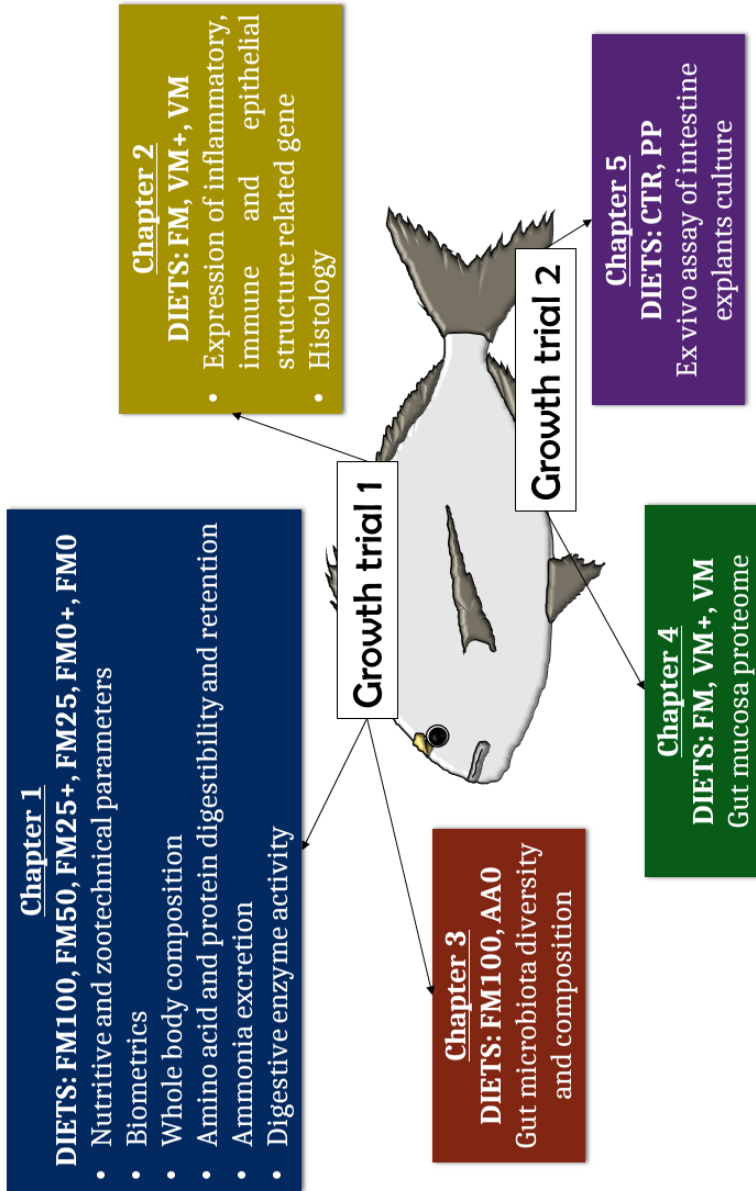 Chapter 1
DIETS: FM100, FM50, FM25+, FM25, FM0+, FM0
• Nutritive and zootechnical parameters
• Biometrics
• Whole body composition
• Amino acid and protein digestibility and retention
• Ammonia excretion
• Digestive enzyme activity
Chapter 2
DIETS: FM, VM+, VM
• Expression of inflammatory,
immune and epithelial
structure related gene
• Histology
Growth trial 1
Growth trial 2
Chapter 3
DIETS: FM100, AA0
Gut microbiota diversity
and composition
Chapter 4
DIETS: FM, VM+, VM
Gut mucosa proteome
Chapter 5
DIETS: CTR, PP
Ex vivo assay of intestine
explants culture